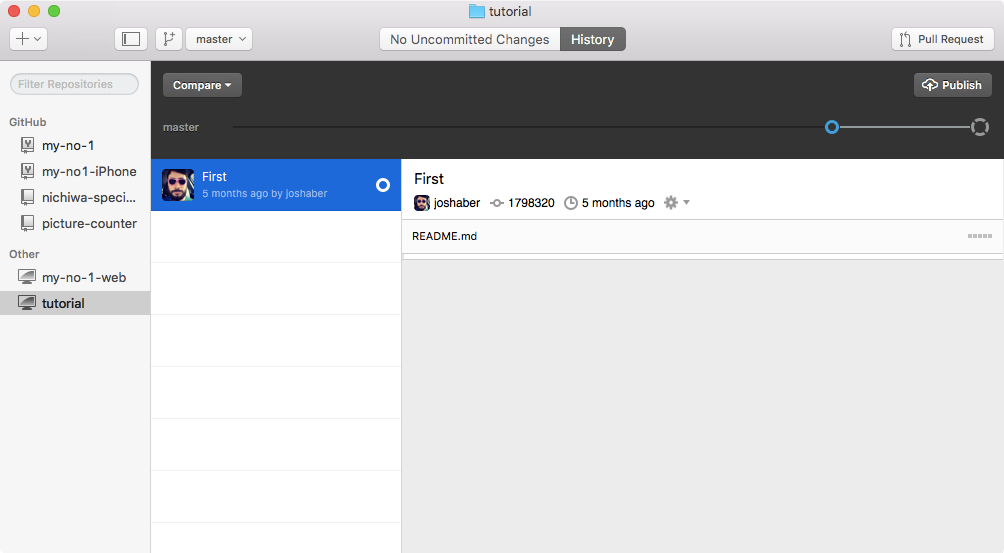 tutorial
master
No Uncommitted Changes
History
Pull Request
Filter Repositories
GitHub
my-no-1
my-no1-iPhone
nichiwa-speci...
picture-counter
Other
my-no-1-web
tutorial
Compare
Publish
master
First
5 months ago by joshaber
First
joshaber 1798320 5 months ago
README.md